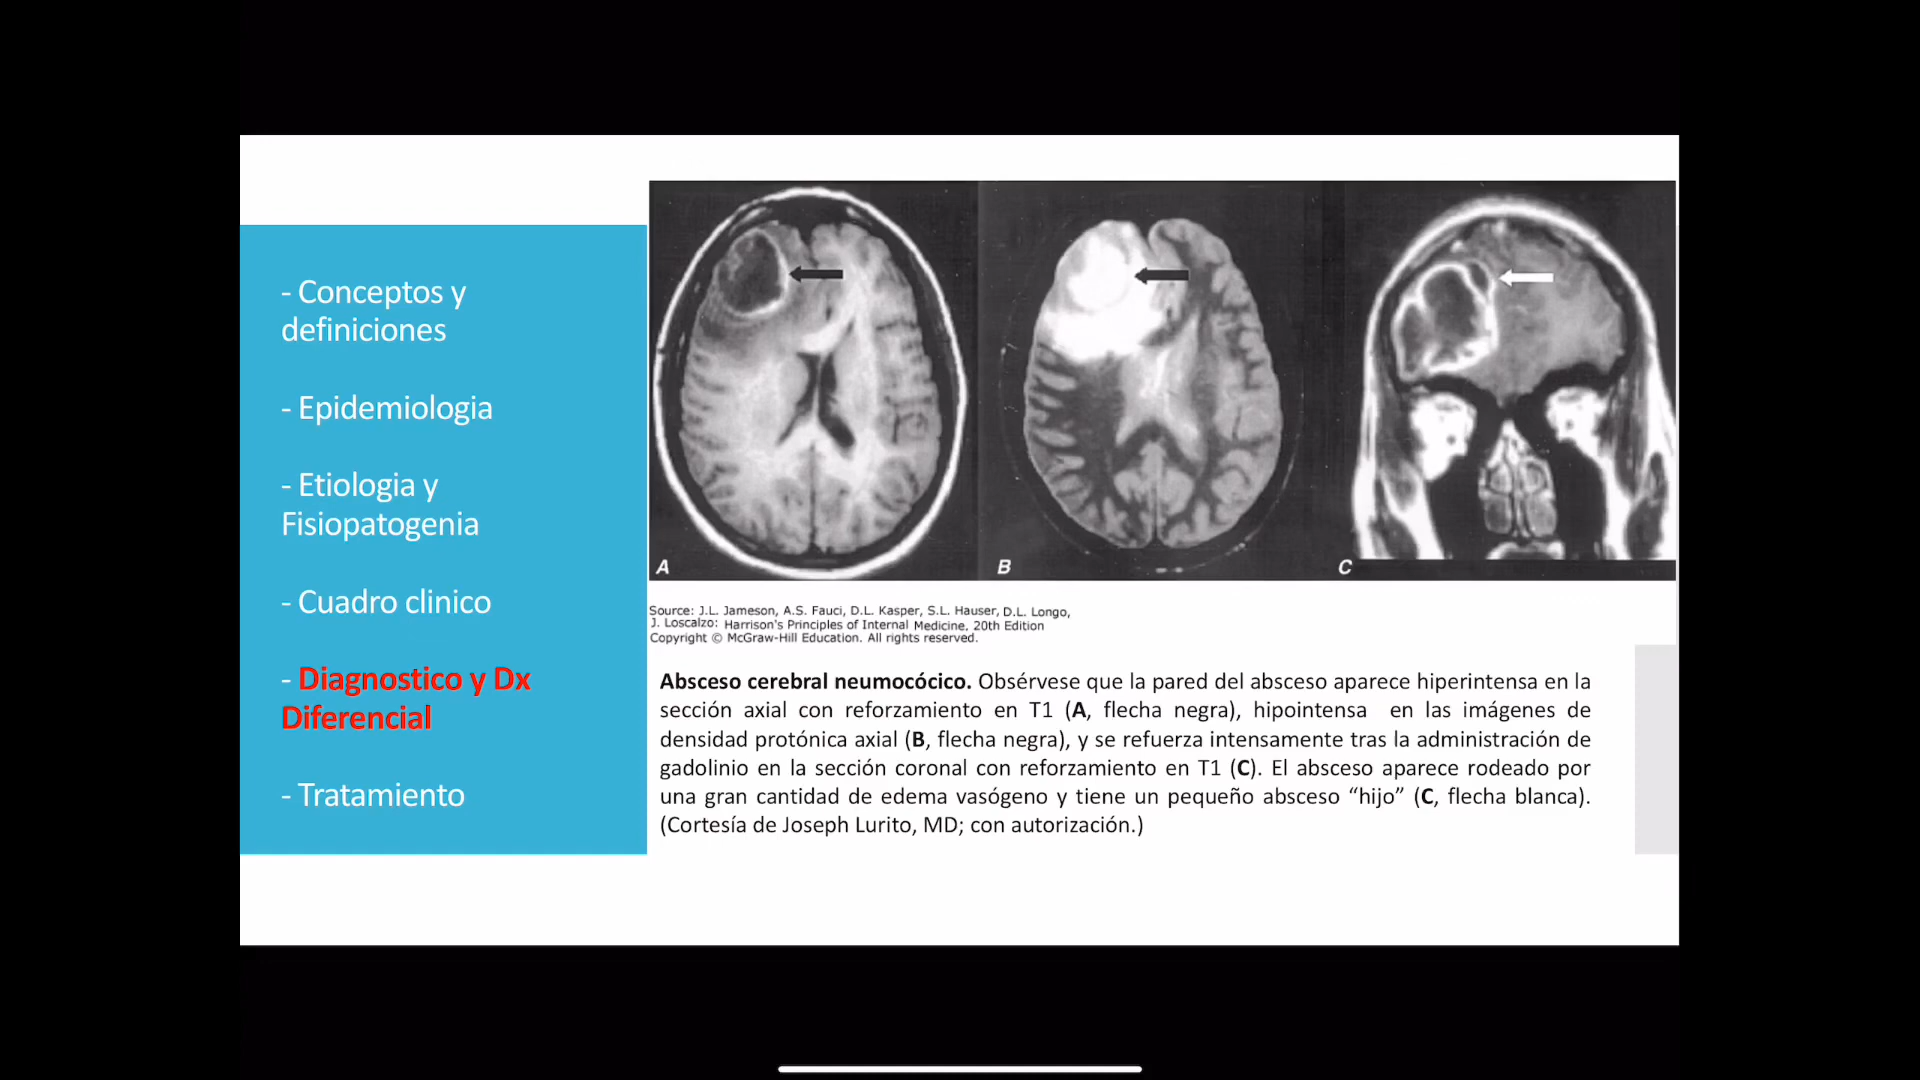 - Conceptos y
definiciones
- Epidemiologia
- Etiologia y
Fisiopatogenia
- Cuadro clinico
- Diagnostico y Dx
Diferencial
- Tratamiento
A
B
C
Source: J.L. Jameson, A.S. Fauci, D.L. Kasper, S.L. Hauser, D.L. Longo,
J. Loscalzo: Harrison's Principles of Internal Medicine, 20th Edition
Copyright © McGraw-Hill Education. All rights reserved.
Absceso cerebral neumocócico. Obsérvese que la pared del absceso aparece hiperintensa en la
sección axial con reforzamiento en T1 (A, flecha negra), hipointensa en las imágenes de
densidad protónica axial (B, flecha negra), y se refuerza intensamente tras la administración de
gadolinio en la sección coronal con reforzamiento en T1 (C). El absceso aparece rodeado por
una gran cantidad de edema vasógeno y tiene un pequeño absceso “hijo” (C, flecha blanca).
(Cortesía de Joseph Lurito, MD; con autorización.)